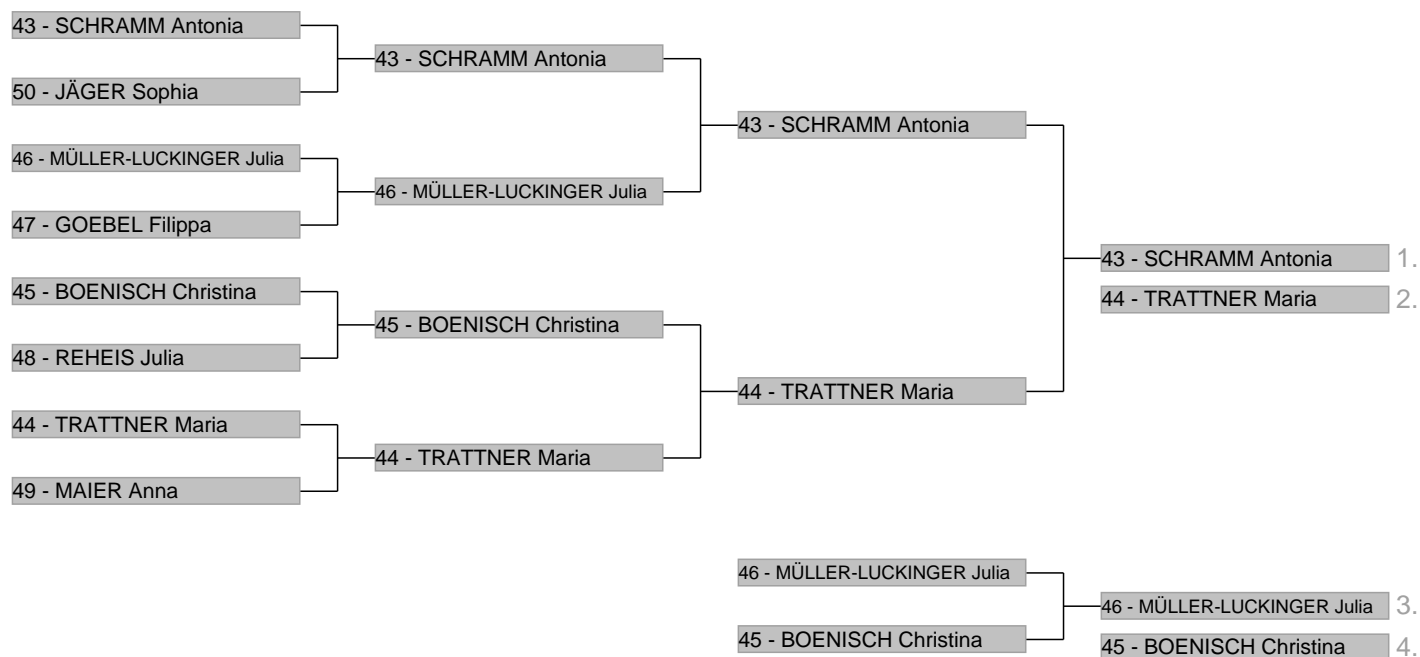 43 - SCHRAMM Antonia
50 - JÄGER Sophia
46 - MÜLLER-LUCKINGER Julia
47 - GOEBEL Filippa
45 - BOENISCH Christina
48 - REHEIS Julia
44 - TRATTNER Maria
49 - MAIER Anna
43 - SCHRAMM Antonia
46 - MÜLLER-LUCKINGER Julia
45 - BOENISCH Christina
44 - TRATTNER Maria
43 - SCHRAMM Antonia
44 - TRATTNER Maria
43 - SCHRAMM Antonia 1.
44 - TRATTNER Maria 2.
46 - MÜLLER-LUCKINGER Julia
45 - BOENISCH Christina
46 - MÜLLER-LUCKINGER Julia 3.
45 - BOENISCH Christina 4.